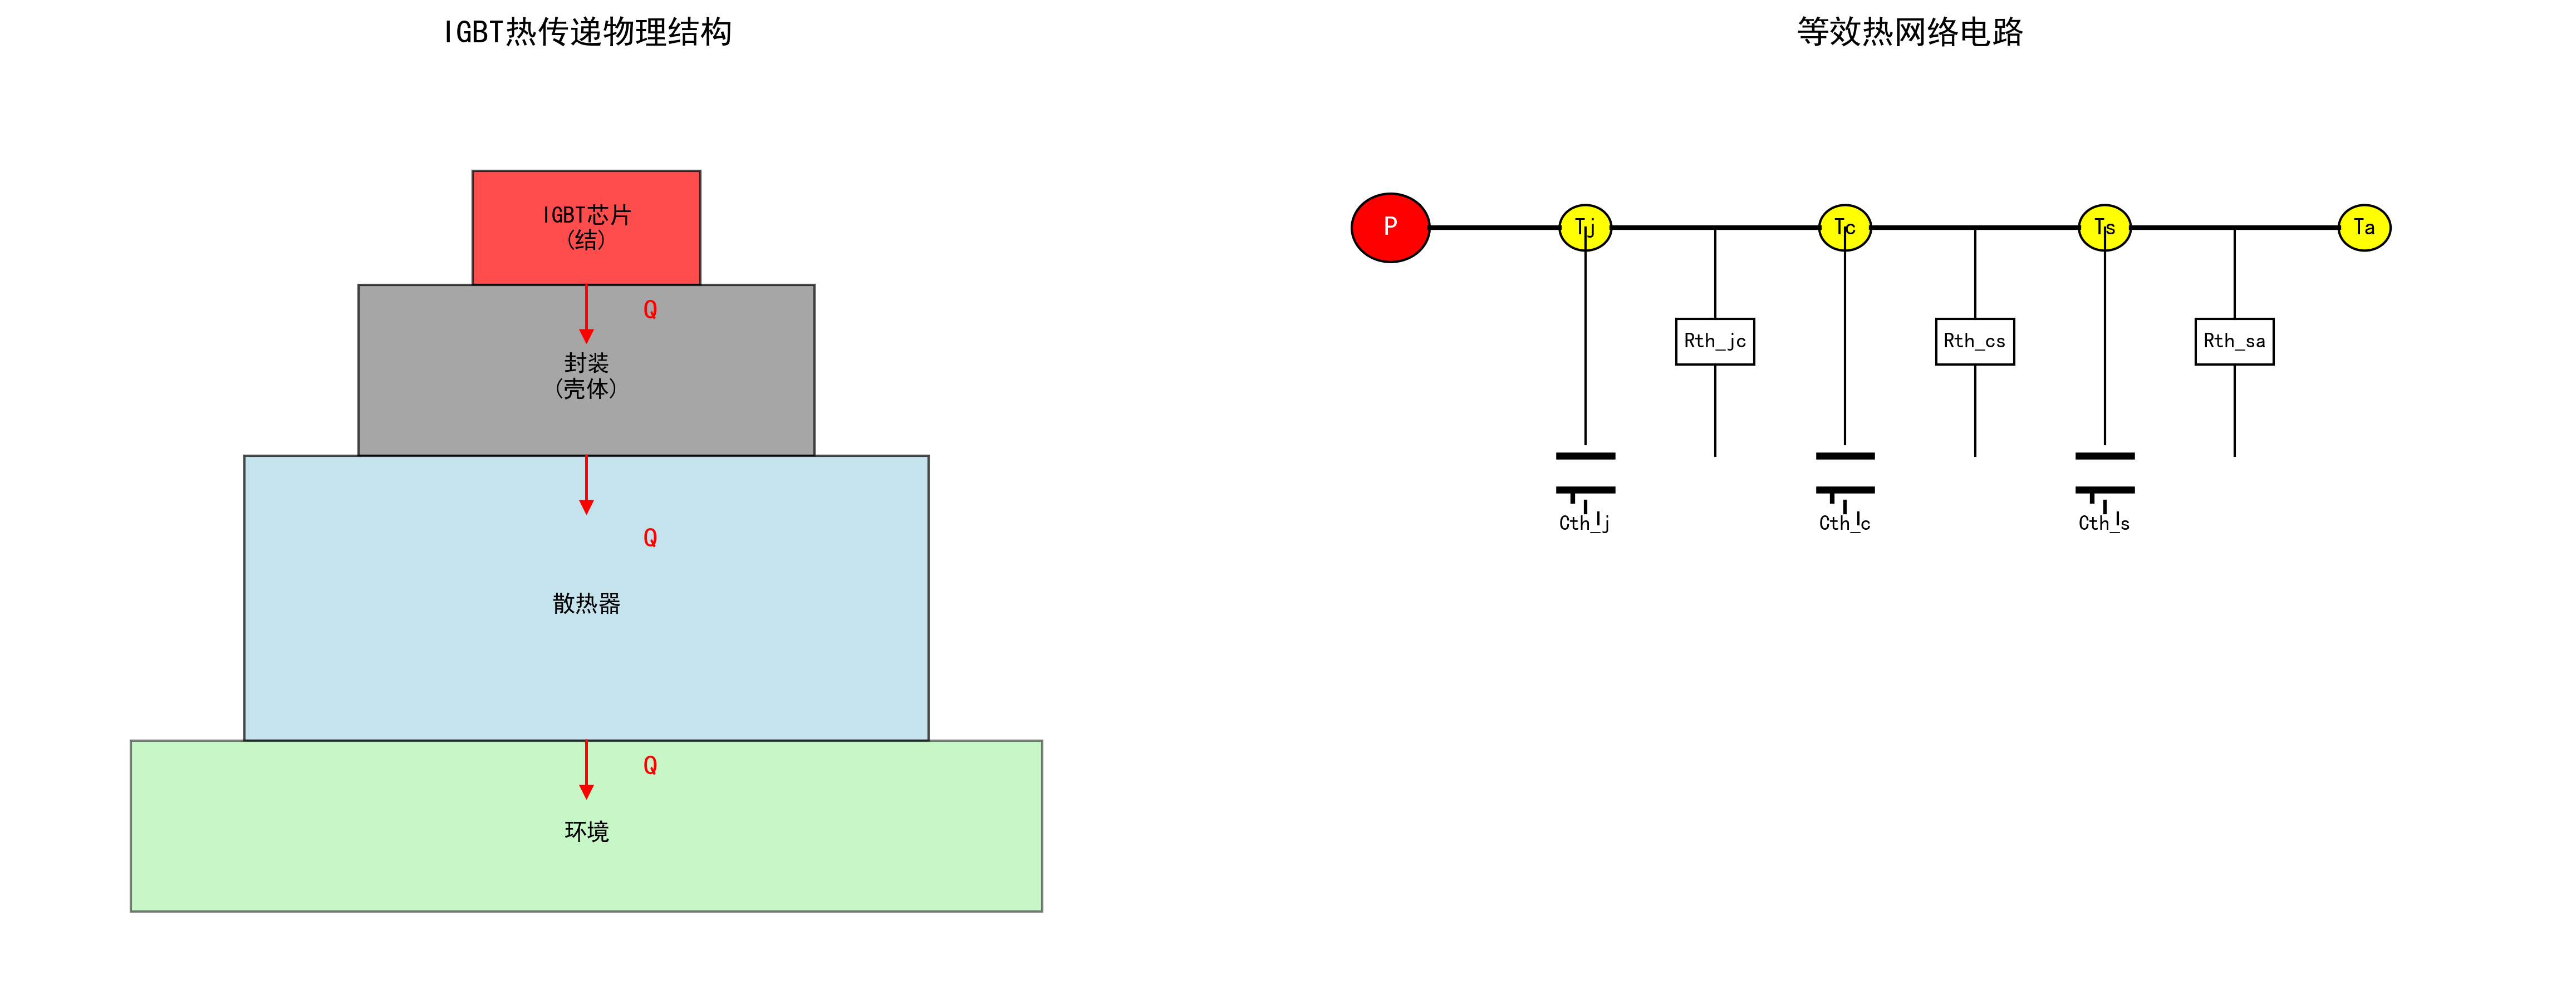 IGBT热传递物理结构
IGBT芯片
(结)
Q
封装
(壳体)
Q
散热器
Q
环境
等效热网络电路
P
Tj
Tc
Ts
Ta
Rth_jc
Rth_cs
Rth_sa
Cth_j
Cth_c
Cth_s